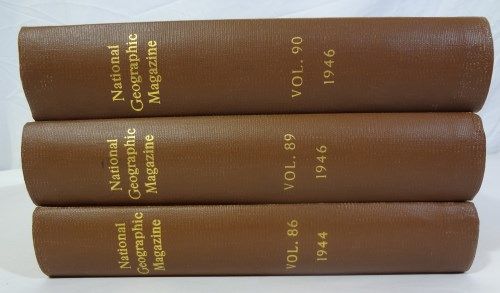 National
Geographic
Magazine
VOL. 90
1946
National
Geographic
Magazine
VOL. 89
1946
National
Geographic
Magazine
VOL. 86
1944